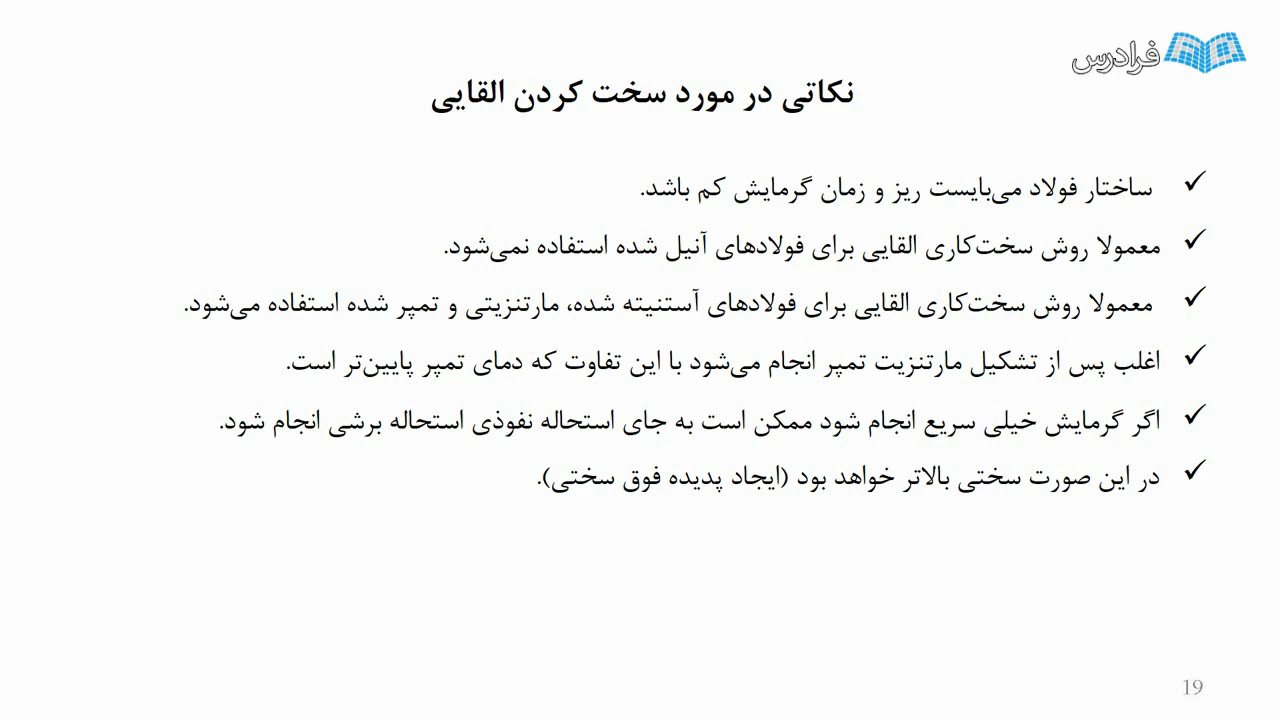 فرادرس
نکاتی در مورد سخت کردن القایی
✓ ساختار فولاد می‌بایست ریز و زمان گرمایش کم باشد.
✓ معمولا روش سخت‌کاری القایی برای فولادهای آنیل شده استفاده نمی‌شود.
✓ معمولا روش سخت‌کاری القایی برای فولادهای آستنیته شده، مارتنزیتی و تمپر شده استفاده می‌شود.
✓ اغلب پس از تشکیل مارتنزیت تمپر انجام می‌شود با این تفاوت که دمای تمپر پایین‌تر است.
✓ اگر گرمایش خیلی سریع انجام شود ممکن است به جای استحاله نفوذی استحاله برشی انجام شود.
✓ در این صورت سختی بالاتر خواهد بود (ایجاد پدیده فوق سختی).
19